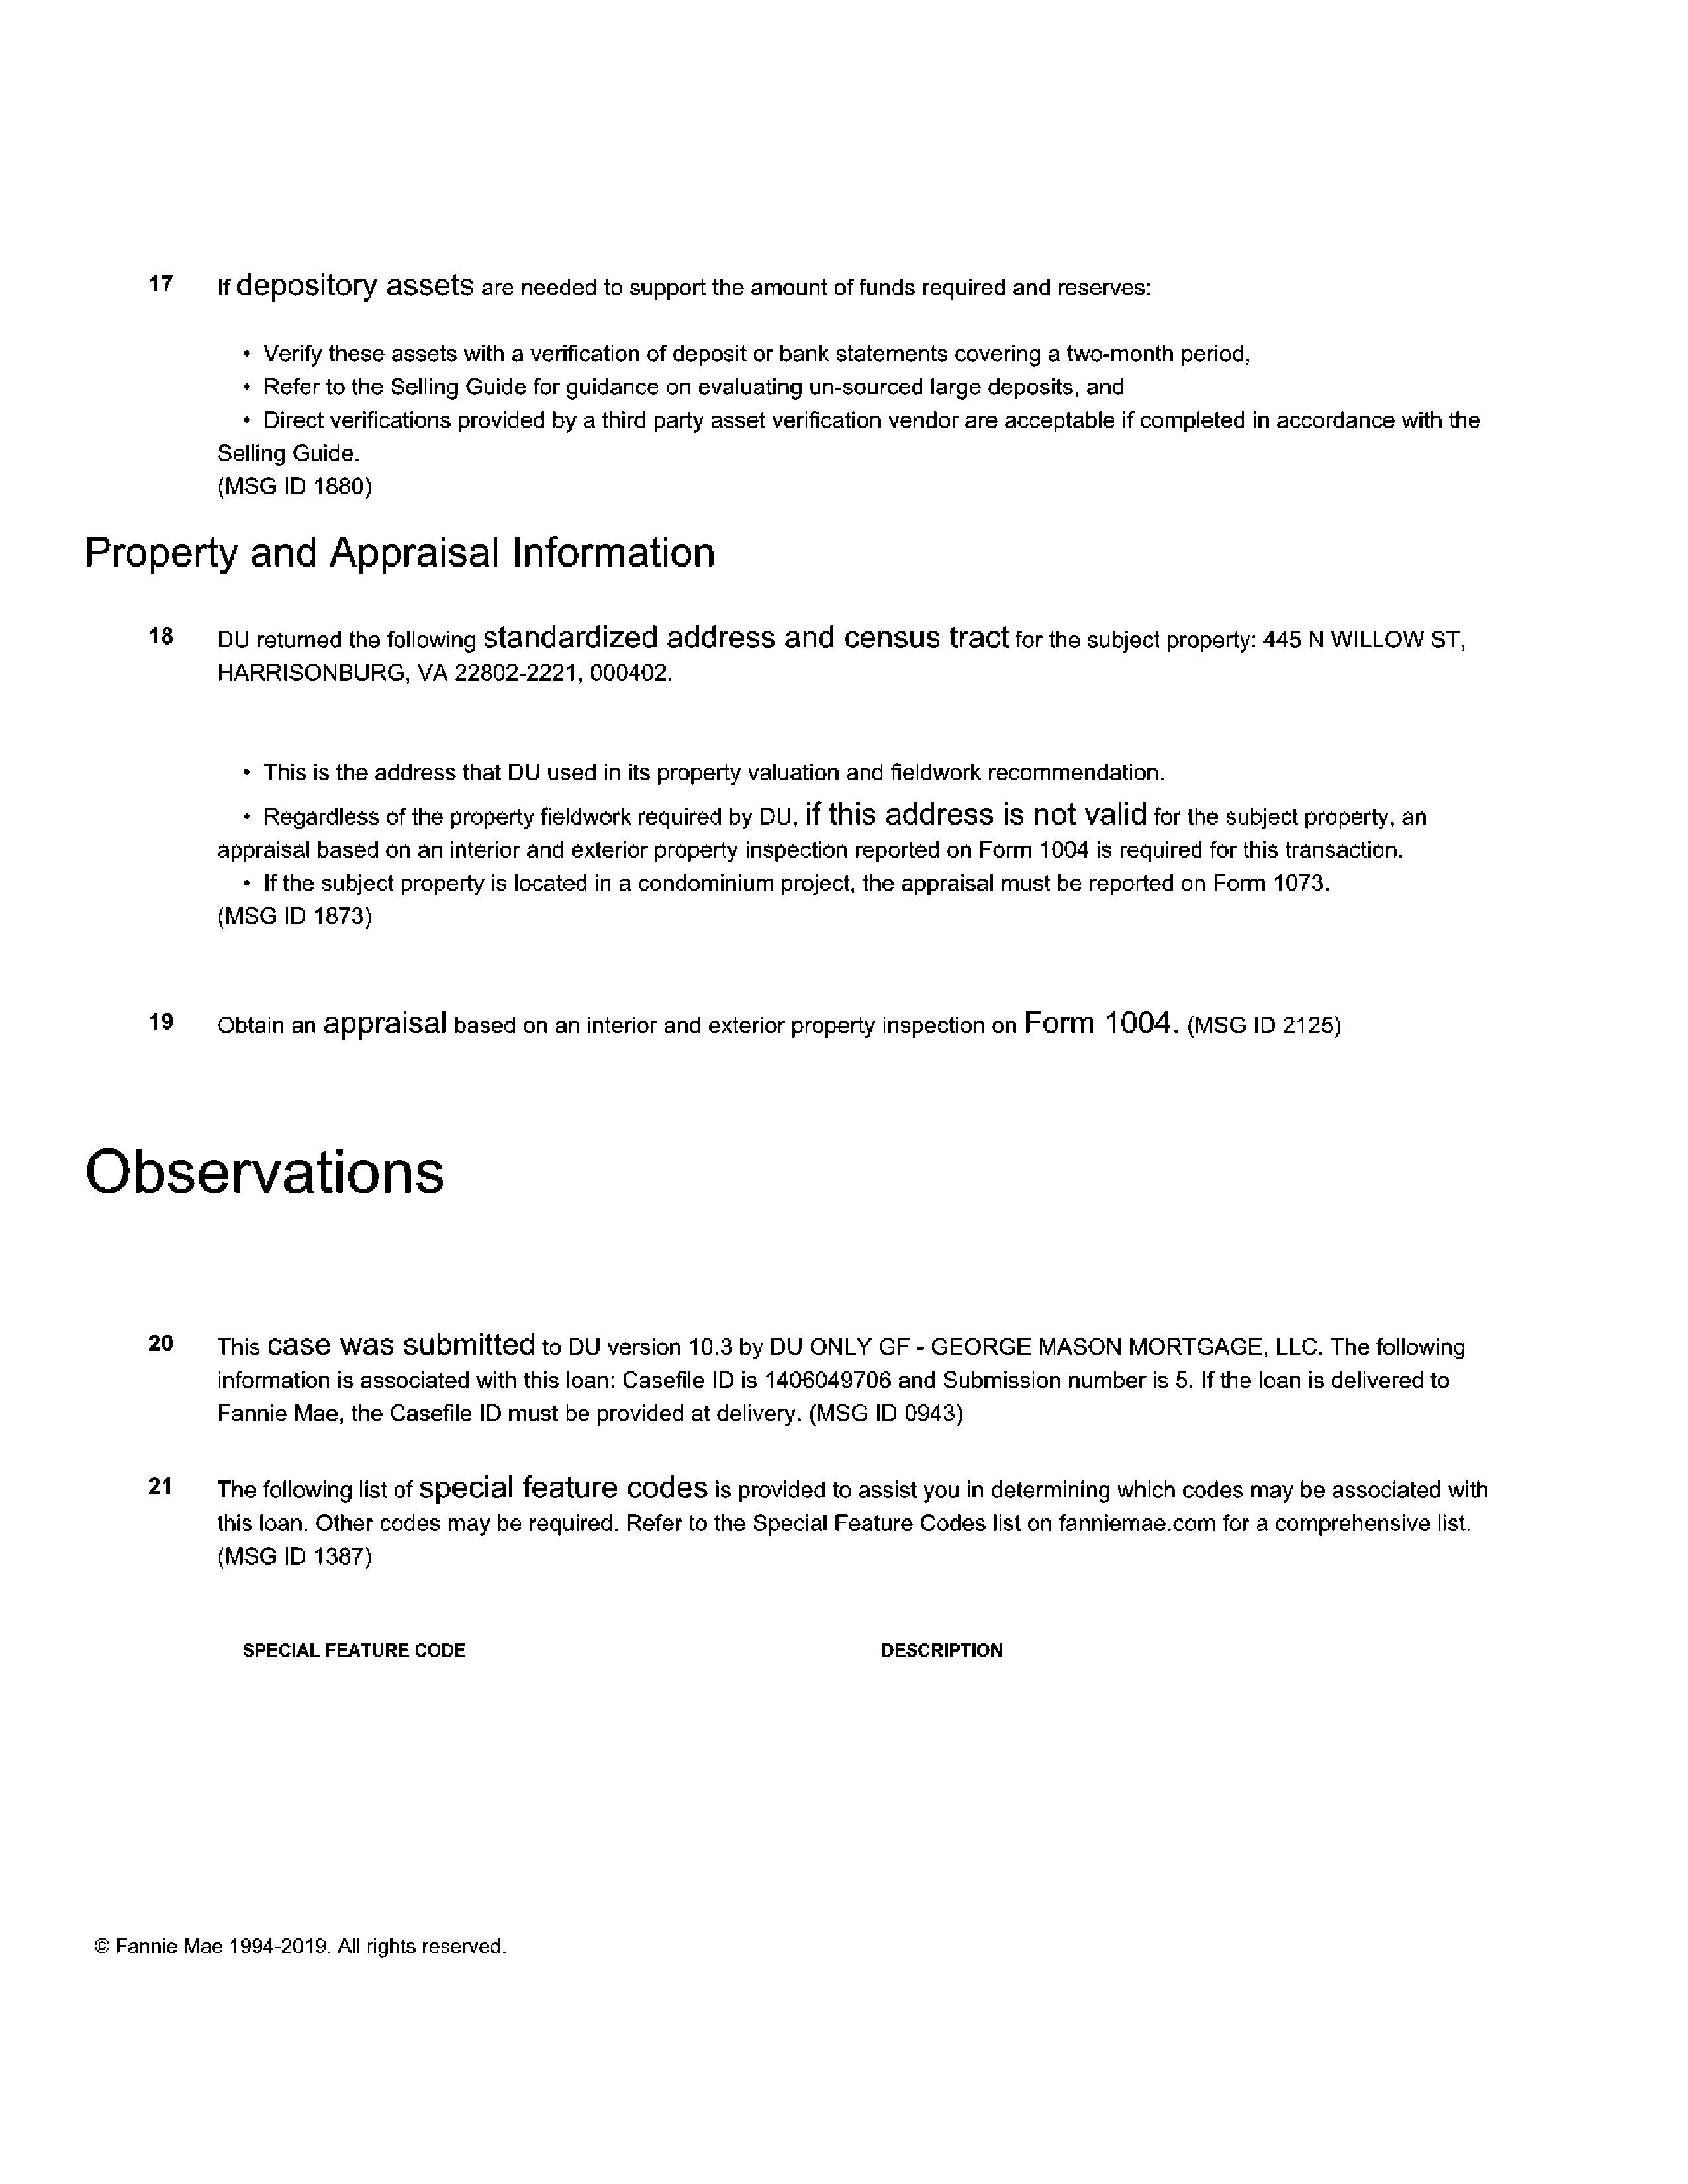 17 If depository assets are needed to support the amount of funds required and reserves:
• Verify these assets with a verification of deposit or bank statements covering a two-month period,
• Refer to the Selling Guide for guidance on evaluating un-sourced large deposits, and
• Direct verifications provided by a third party asset verification vendor are acceptable if completed in accordance with the
Selling Guide.
(MSG ID 1880)
Property and Appraisal Information
18 DU returned the following standardized address and census tract for the subject property: 445 N WILLOW ST,
HARRISONBURG, VA 22802-2221, 000402.
• This is the address that DU used in its property valuation and fieldwork recommendation.
• Regardless of the property fieldwork required by DU, if this address is not valid for the subject property, an
appraisal based on an interior and exterior property inspection reported on Form 1004 is required for this transaction.
• If the subject property is located in a condominium project, the appraisal must be reported on Form 1073.
(MSG ID 1873)
19 Obtain an appraisal based on an interior and exterior property inspection on Form 1004. (MSG ID 2125)
Observations
20 This case was submitted to DU version 10.3 by DU ONLY GF - GEORGE MASON MORTGAGE, LLC. The following
information is associated with this loan: Casefile ID is 1406049706 and Submission number is 5. If the loan is delivered to
Fannie Mae, the Casefile ID must be provided at delivery. (MSG ID 0943)
21 The following list of special feature codes is provided to assist you in determining which codes may be associated with
this loan. Other codes may be required. Refer to the Special Feature Codes list on fanniemae.com for a comprehensive list.
(MSG ID 1387)
SPECIAL FEATURE CODE DESCRIPTION
© Fannie Mae 1994-2019. All rights reserved.